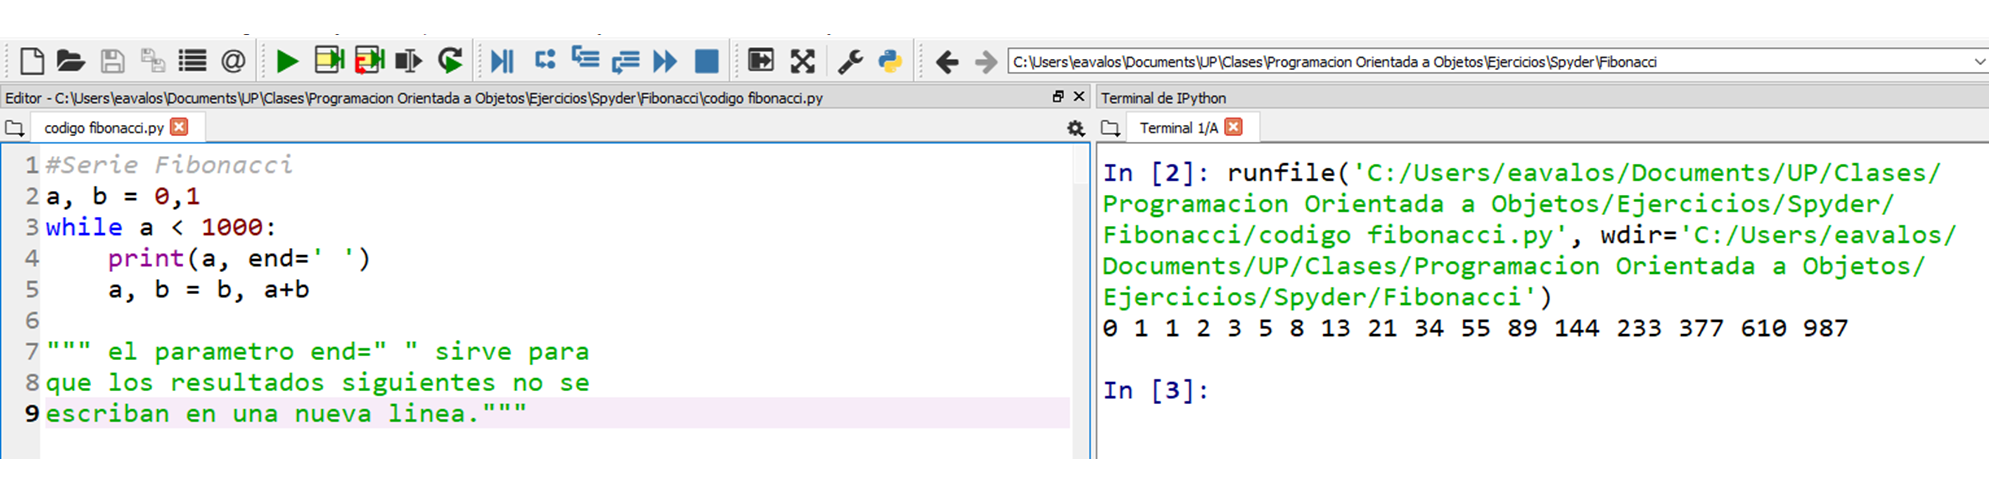 C:\Users\eavalos\Documents\UP\Clases\Programacion Orientada a Objetos\Ejercicios\Spyder\Fibonacci
Editor - C:\Users\eavalos\Documents\UP\Clases\Programacion Orientada a Objetos\Ejercicios\Spyder\Fibonacci\codigo fibonacci.py
codigo fibonacci.py
1 #Serie Fibonacci
2 a, b = 0,1
3 while a < 1000:
4     print(a, end=' ')
5     a, b = b, a+b
6
7 """ el parametro end=" " sirve para
8 que los resultados siguientes no se
9 escriban en una nueva linea."""
Terminal de IPython
Terminal 1/A
In [2]: runfile('C:/Users/eavalos/Documents/UP/Clases/
Programacion Orientada a Objetos/Ejercicios/Spyder/
Fibonacci/codigo fibonacci.py', wdir='C:/Users/eavalos/
Documents/UP/Clases/Programacion Orientada a Objetos/
Ejercicios/Spyder/Fibonacci')
0 1 1 2 3 5 8 13 21 34 55 89 144 233 377 610 987
In [3]: